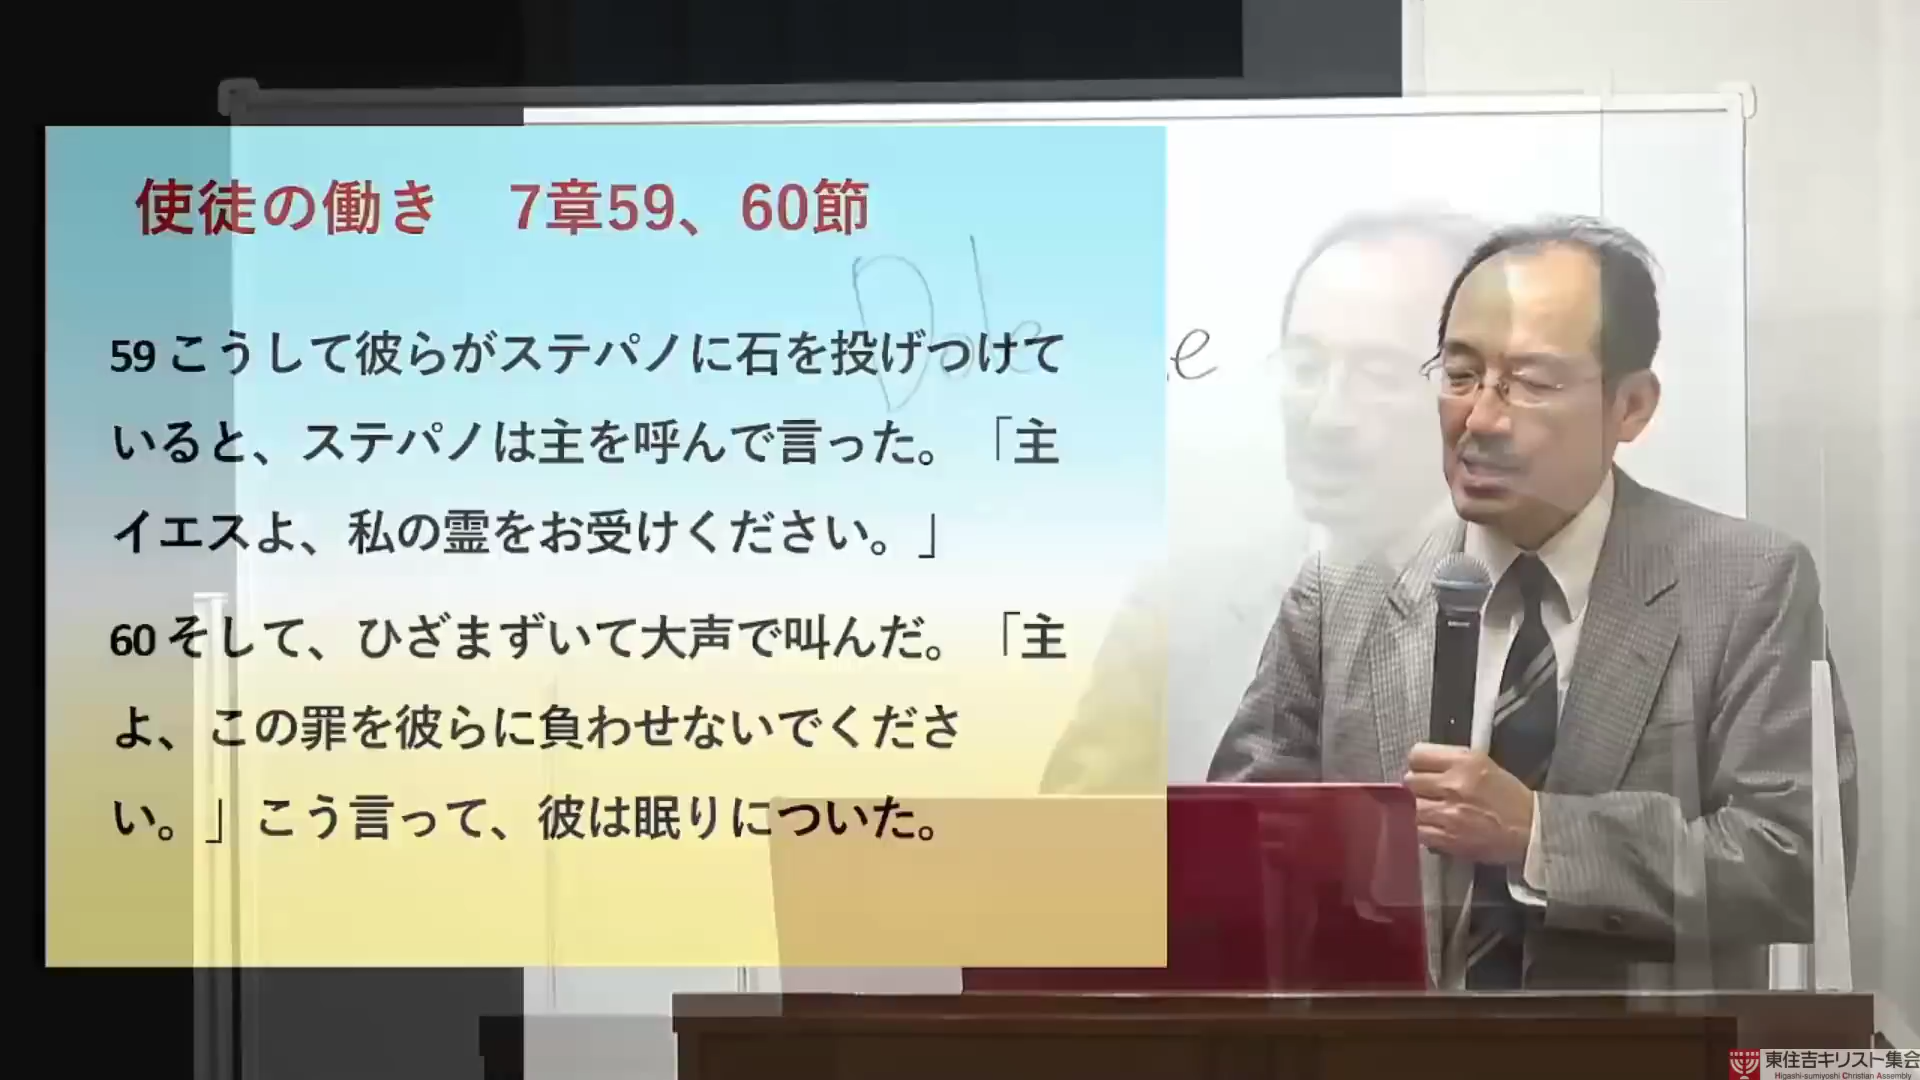 使徒の働き　7章59、60節
59 こうして彼らがステパノに石を投げつけて
いると、ステパノは主を呼んで言った。「主
イエスよ、私の霊をお受けください。」
60 そして、ひざまずいて大声で叫んだ。「主
よ、この罪を彼らに負わせないでくださ
い。」こう言って、彼は眠りについた。
東住吉キリスト集会
Higashi-sumiyoshi Christian Assembly